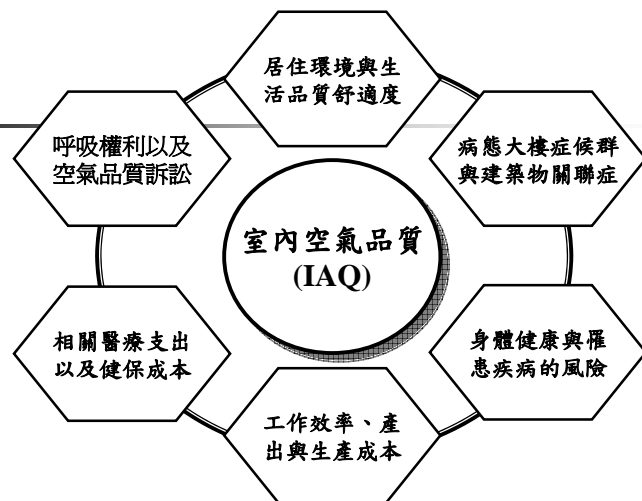 居住環境與生
活品質舒適度
呼吸權利以及
空氣品質訴訟
病態大樓症候群
與建築物關聯症
室內空氣品質
(IAQ)
相關醫療支出
以及健保成本
身體健康與罹
患疾病的風險
工作效率、產
出與生產成本